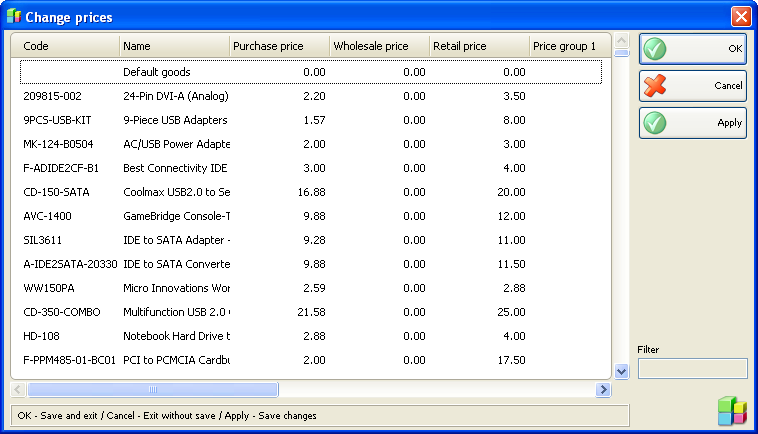 Change prices
Code Name Purchase price Wholesale price Retail price Price group 1
Default goods 0.00 0.00 0.00
209815-002 24-Pin DVI-A (Analog) 2.20 0.00 3.50
9PCS-USB-KIT 9-Piece USB Adapters 1.57 0.00 8.00
MK-124-B0504 AC/USB Power Adapte 2.00 0.00 3.00
F-ADIDE2CF-B1 Best Connectivity IDE 3.00 0.00 4.00
CD-150-SATA Coolmax USB2.0 to Se 16.88 0.00 20.00
AVC-1400 GameBridge Console-T 9.88 0.00 12.00
SIL3611 IDE to SATA Adapter - 9.28 0.00 11.00
A-IDE2SATA-20330 IDE to SATA Converte 9.88 0.00 11.50
WW150PA Micro Innovations Wor 2.59 0.00 2.88
CD-350-COMBO Multifunction USB 2.0 21.58 0.00 25.00
HD-108 Notebook Hard Drive t 2.88 0.00 4.00
F-PPM485-01-BC01 PCI to PCMCIA Cardbu 2.00 0.00 17.50
OK
Cancel
Apply
Filter
OK - Save and exit / Cancel - Exit without save / Apply - Save changes